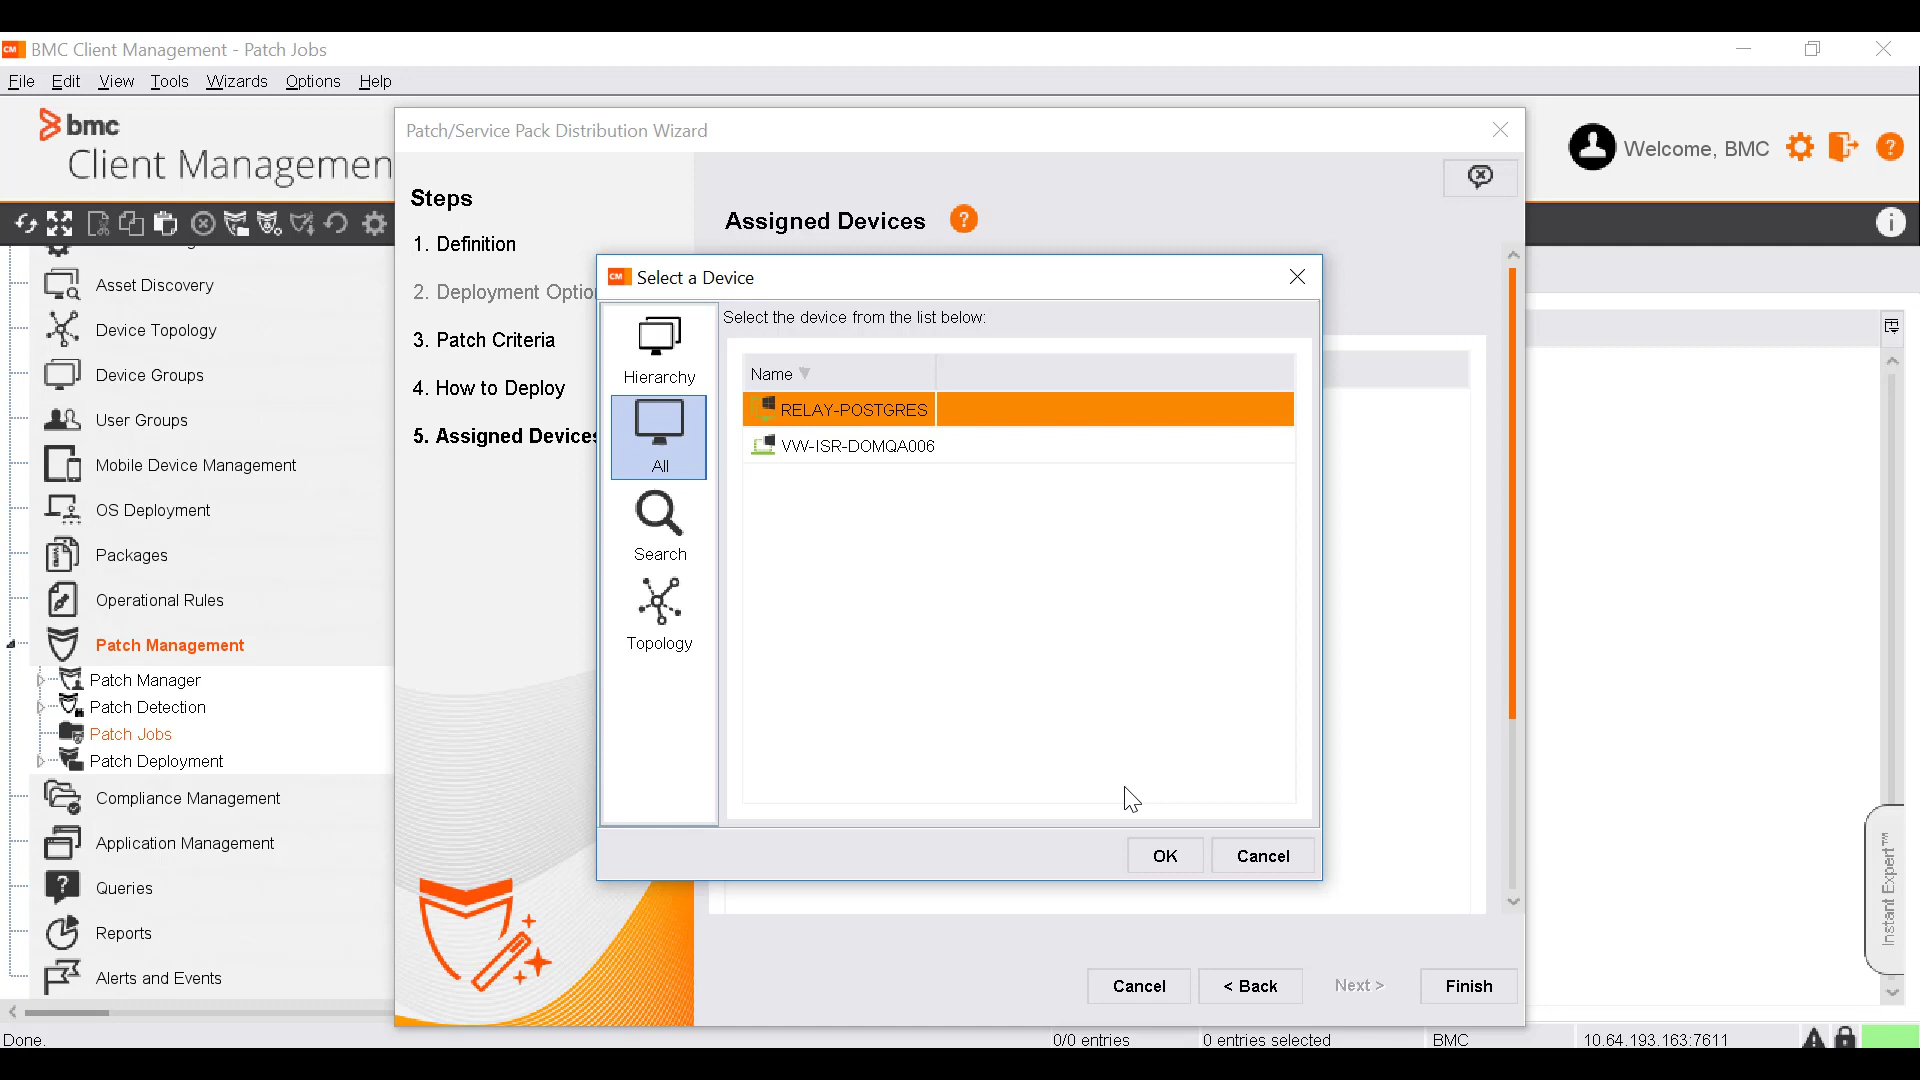 CM BMC Client Management - Patch Jobs
File Edit View Tools Wizards Options Help
bmc
Client Managemen
Welcome, BMC
?
i
Asset Discovery
Device Topology
Device Groups
User Groups
Mobile Device Management
OS Deployment
Packages
Operational Rules
Patch Management
Patch Manager
Patch Detection
Patch Jobs
Patch Deployment
Compliance Management
Application Management
Queries
Reports
Alerts and Events
Patch/Service Pack Distribution Wizard
Steps
1. Definition
2. Deployment Optio
3. Patch Criteria
4. How to Deploy
5. Assigned Devices
Assigned Devices ?
CM Select a Device
Hierarchy
All
Search
Topology
Select the device from the list below:
Name
RELAY-POSTGRES
VW-ISR-DOMQA006
OK Cancel
Cancel < Back Next > Finish
Instant Expert™
Done. 0/0 entries 0 entries selected BMC 10.64.193.163:7611